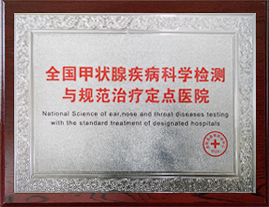 全国甲状腺疾病科学检测
与规范治疗定点医院
National Science of ear,nose and throat diseases testing
with the standard treatment of designated hospitals